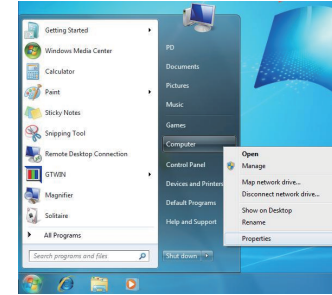 Getting Started
Windows Media Center
Calculator
Paint
Sticky Notes
Snipping Tool
Remote Desktop Connection
GTWIN
Magnifier
Solitaire
All Programs
Search programs and files
PD
Documents
Pictures
Music
Games
Computer
Control Panel
Devices and Printers
Default Programs
Help and Support
Shut down
Open
Manage
Map network drive...
Disconnect network drive...
Show on Desktop
Rename
Properties